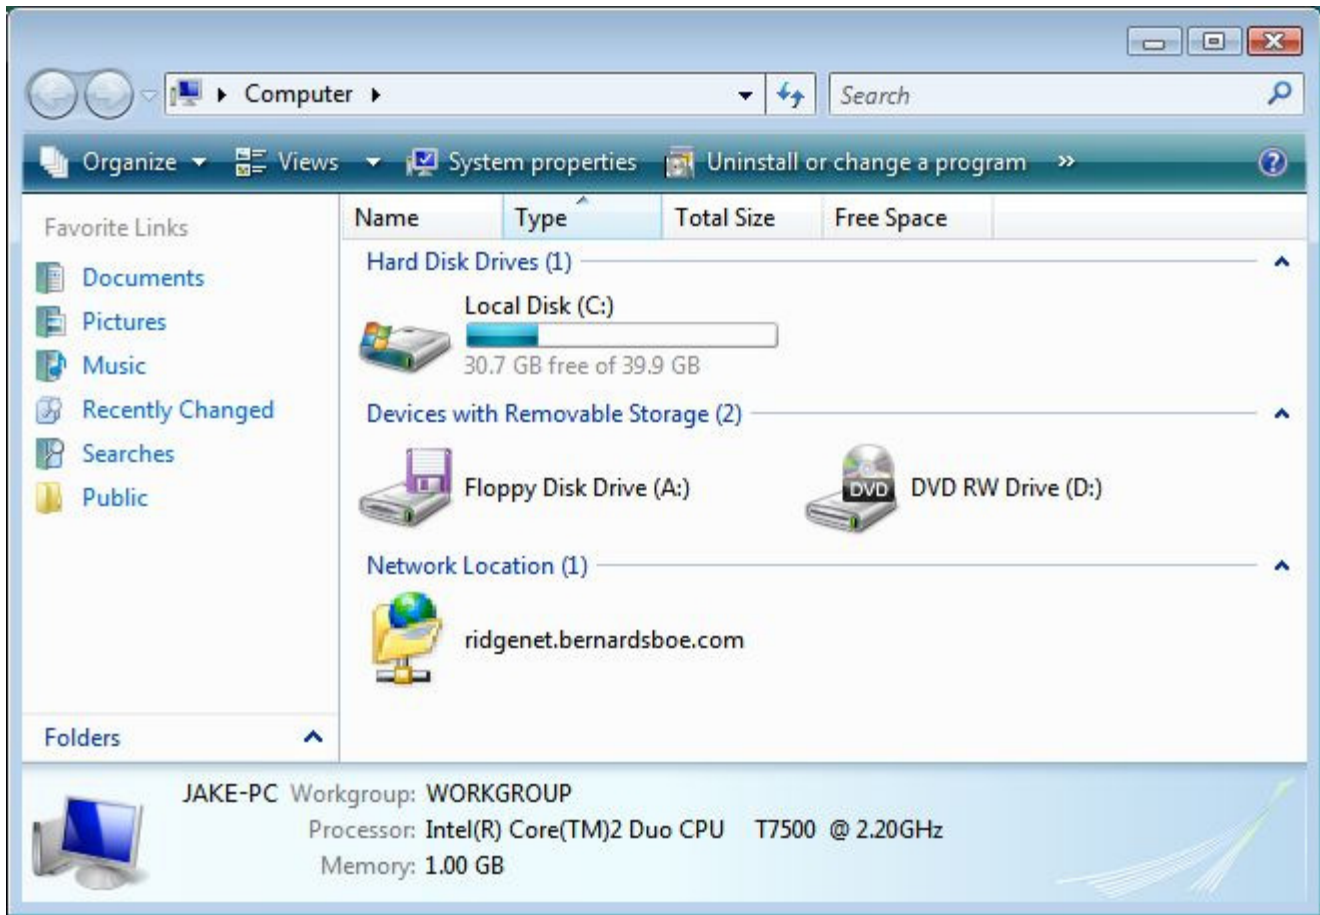 Computer
Search
Organize Views System properties Uninstall or change a program »
Favorite Links
Documents
Pictures
Music
Recently Changed
Searches
Public
Folders
Name Type Total Size Free Space
Hard Disk Drives (1)
Local Disk (C:)
30.7 GB free of 39.9 GB
Devices with Removable Storage (2)
Floppy Disk Drive (A:) DVD DVD RW Drive (D:)
Network Location (1)
ridgenet.bernardsboe.com
JAKE-PC Workgroup: WORKGROUP
Processor: Intel(R) Core(TM)2 Duo CPU T7500 @ 2.20GHz
Memory: 1.00 GB